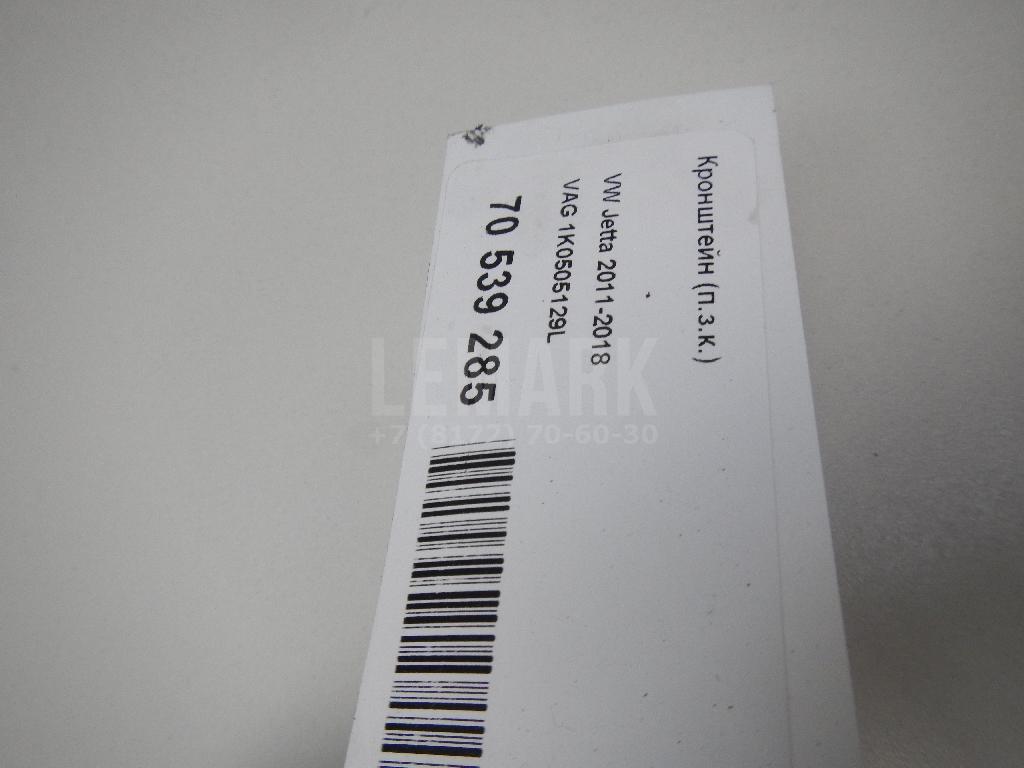 Кронштейн (п.з.к.)
VW Jetta 2011-2018
VAG 1K0505129L
70 539 285
LEMARK
+7 (8172) 70-60-30